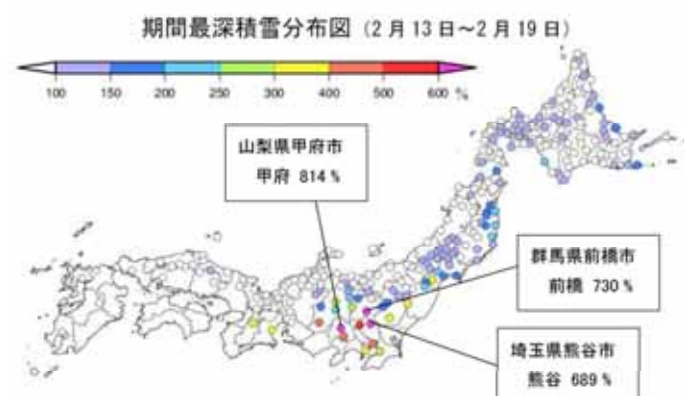 期間最深積雪分布図（2月13日～2月19日）
100 150 200 250 300 400 500 600 %
山梨県甲府市
甲府 814 %
群馬県前橋市
前橋 730 %
埼玉県熊谷市
熊谷 689 %